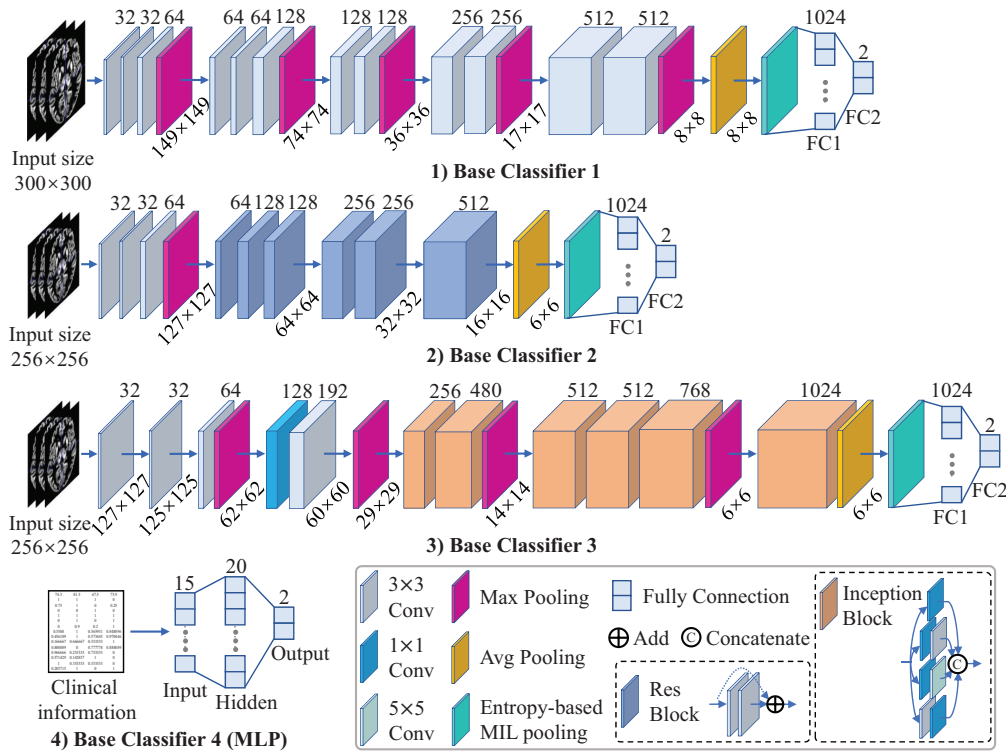 32 32 64 64 64 128 128 128 256 256 512 512 1024 2
149×149 74×74 36×36 17×17 8×8 8×8 FC1 FC2
Input size
300×300
1) Base Classifier 1
32 32 64 64 128 128 256 256 512 1024 2
127×127 64×64 32×32 16×16 6×6 FC1 FC2
Input size
256×256
2) Base Classifier 2
32 32 64 128 192 256 480 512 512 768 1024 1024 2
127×127 125×125 62×62 60×60 29×29 14×14 6×6 6×6 FC1 FC2
Input size
256×256
3) Base Classifier 3
15 20 2
Clinical
information
Input Hidden Output
4) Base Classifier 4 (MLP)
3×3
Conv
Max Pooling
Fully Connection
Inception
Block
1×1
Conv
Avg Pooling
Add
C Concatenate
C
5×5
Conv
Entropy-based
MIL pooling
Res
Block